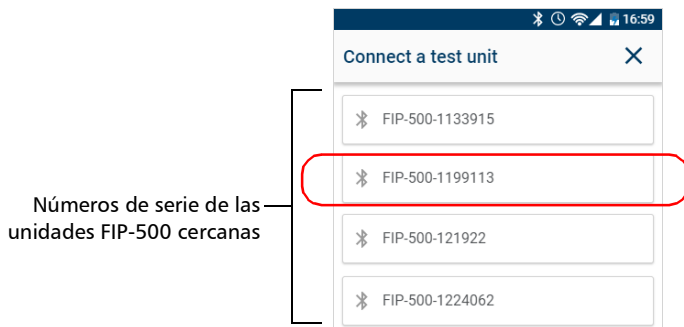 16:59
Connect a test unit
FIP-500-1133915
FIP-500-1199113
Números de serie de las
unidades FIP-500 cercanas
FIP-500-121922
FIP-500-1224062